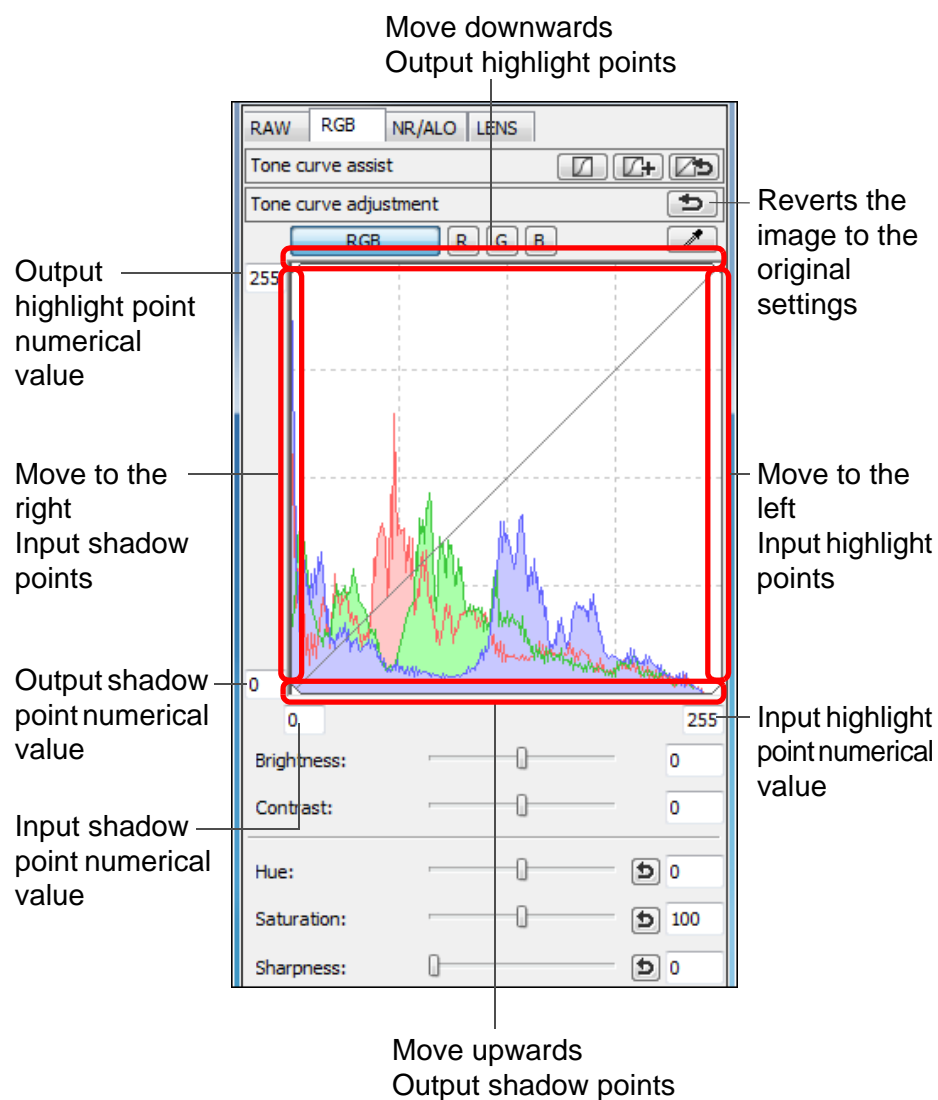 Move downwards
Output highlight points
RAW RGB NR/ALO LENS
Tone curve assist
Tone curve adjustment
RGB R G B
Reverts the
image to the
original
settings
Output
highlight point
numerical
value
255
Move to the
right
Input shadow
points
Move to the
left
Input highlight
points
Output shadow
point numerical
value
0
0 255
Input highlight
point numerical
value
Input shadow
point numerical
value
Brightness: 0
Contrast: 0
Hue: 0
Saturation: 100
Sharpness: 0
Move upwards
Output shadow points